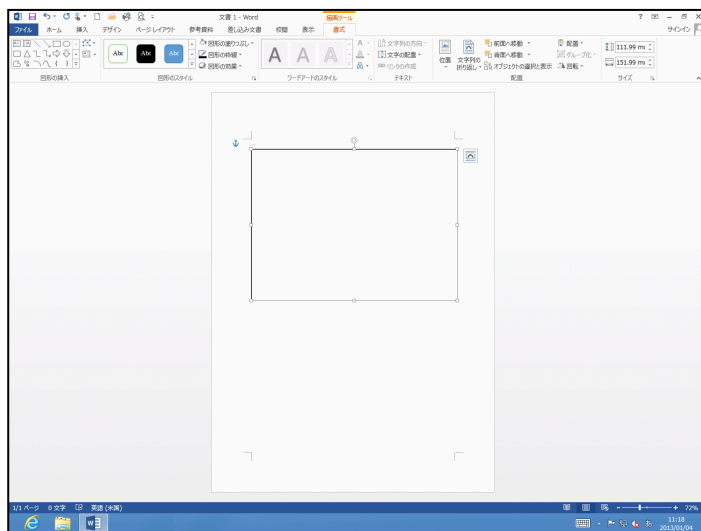 文書 1 - Word
描画ツール
サインイン
ファイル ホーム 挿入 デザイン ページ レイアウト 参考資料 差し込み文書 校閲 表示 書式
Abc Abc Abc
図形の塗りつぶし
図形の枠線
図形の効果
A A A
A
文字列の方向
文字の配置
リンクの作成
位置
文字列の
折り返し
前面へ移動
背面へ移動
オブジェクトの選択と表示
配置
グループ化
回転
111.99 m
151.99 m
図形の挿入 図形のスタイル ワードアートのスタイル テキスト 配置 サイズ
1/1 ページ 0 文字 英語 (米国) 72%
11:18
2013/01/04